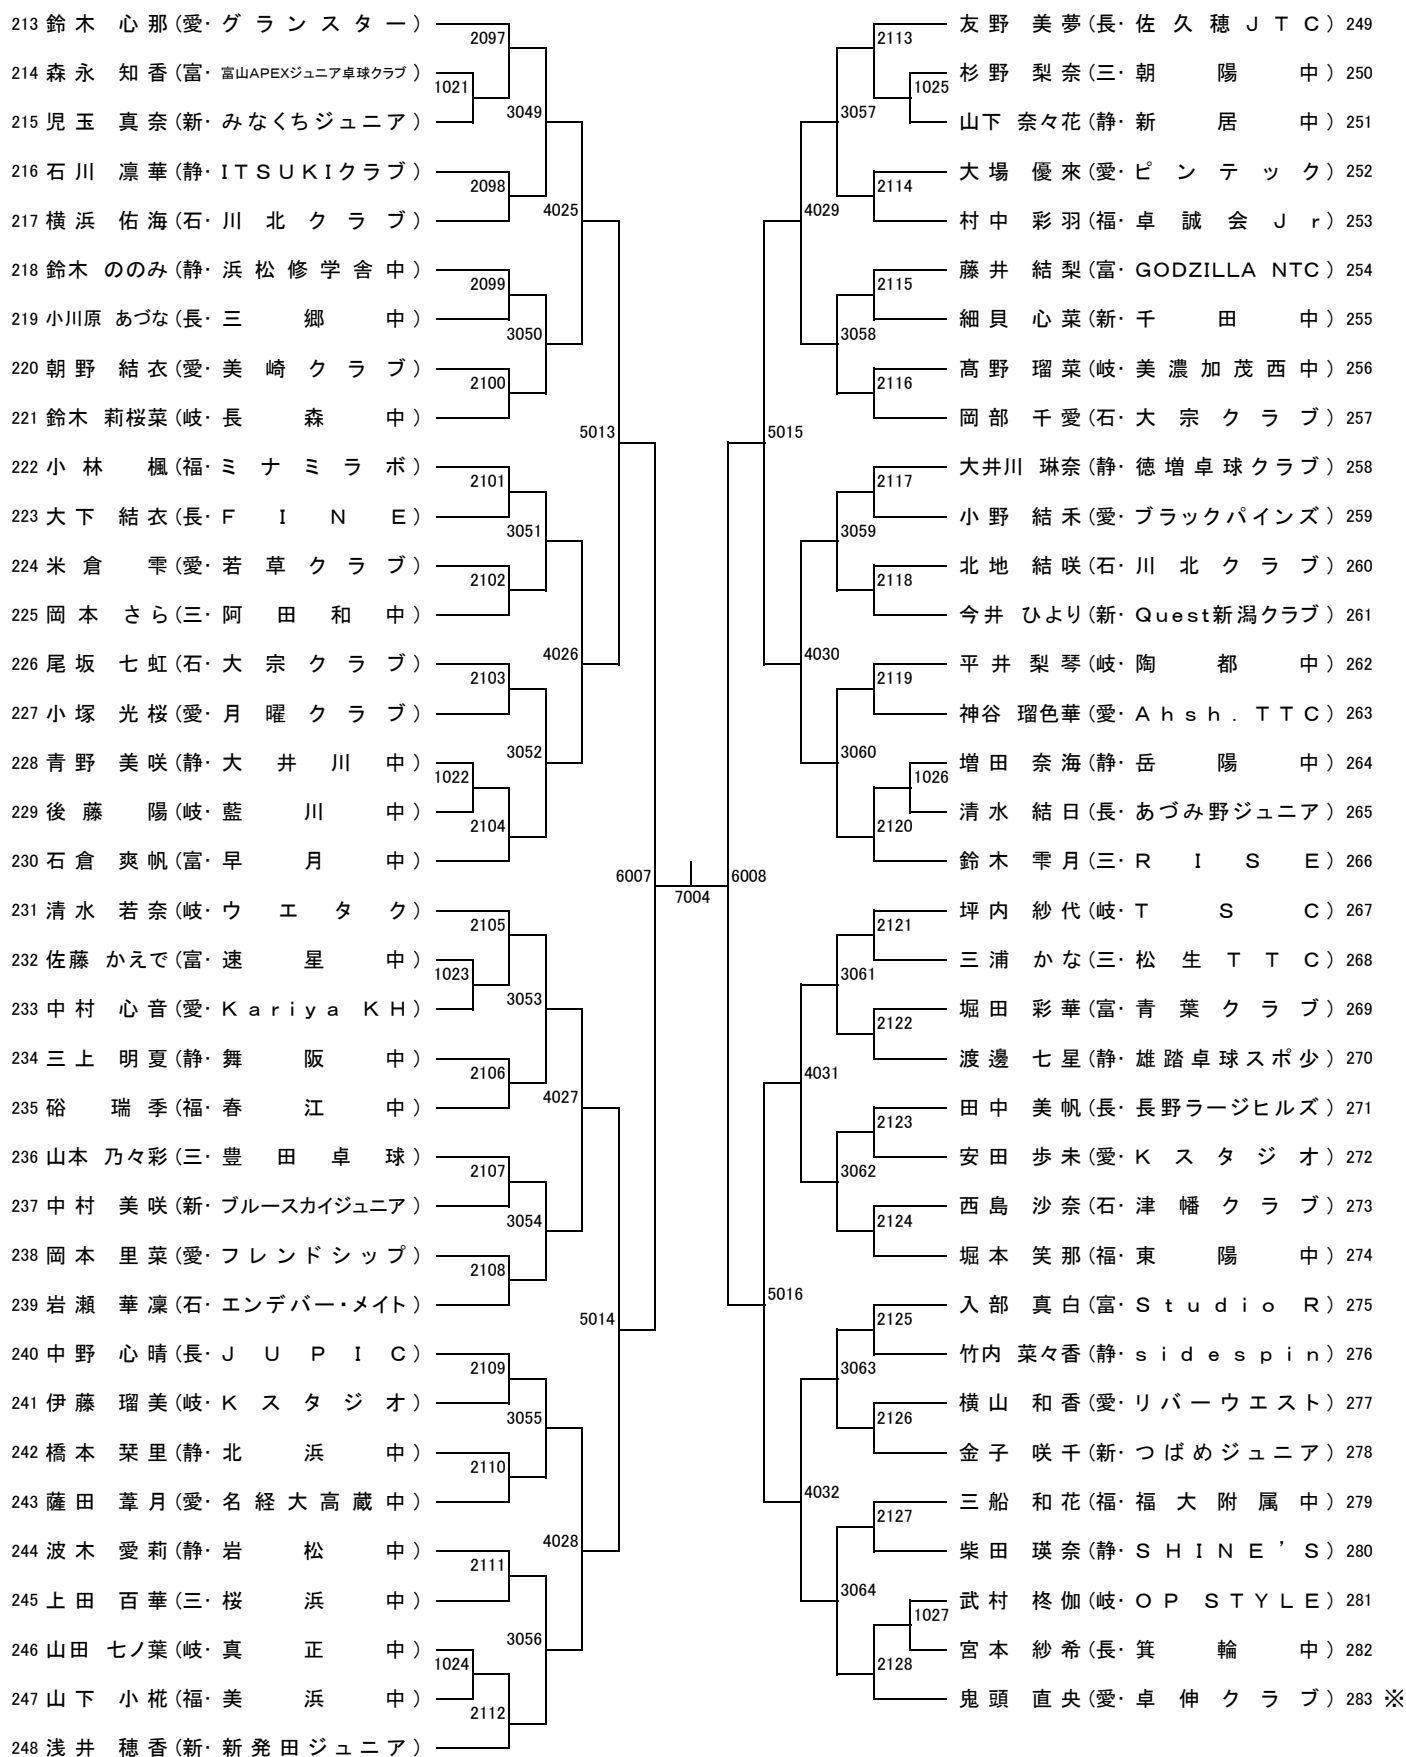 213 鈴木 心那 (愛・グランスター)
214 森永 知香 (富・富山APEXジュニア卓球クラブ)
215 児玉 真奈 (新・みなくちジュニア)
216 石川 凛華 (静・ITSUKIクラブ)
217 横浜 佑海 (石・川北クラブ)
218 鈴木 ののみ (静・浜松修学舎中)
219 小川原 あづな (長・三郷中)
220 朝野 結衣 (愛・美崎クラブ)
221 鈴木 莉桜菜 (岐・長森中)
222 小林 楓 (福・ミナミラボ)
223 大下 結衣 (長・FINE)
224 米倉 雫 (愛・若草クラブ)
225 岡本 さら (三・阿田和中)
226 尾坂 七虹 (石・大宗クラブ)
227 小塚 光桜 (愛・月曜クラブ)
228 青野 美咲 (静・大井川中)
229 後藤 陽 (岐・藍川中)
230 石倉 爽帆 (富・早月中)
231 清水 若奈 (岐・ウエタク)
232 佐藤 かえで (富・速星中)
233 中村 心音 (愛・Kariya KH)
234 三上 明夏 (静・舞阪中)
235 硲 瑞季 (福・春江中)
236 山本 乃々彩 (三・豊田卓球)
237 中村 美咲 (新・ブルースカイジュニア)
238 岡本 里菜 (愛・フレンドシップ)
239 岩瀬 華凜 (石・エンデバー・メイト)
240 中野 心晴 (長・JUPIC)
241 伊藤 瑠美 (岐・Kスタジオ)
242 橋本 栞里 (静・北浜中)
243 薩田 葦月 (愛・名経大高蔵中)
244 波木 愛莉 (静・岩松中)
245 上田 百華 (三・桜浜中)
246 山田 七ノ葉 (岐・真正中)
247 山下 小椛 (福・美浜中)
248 浅井 穂香 (新・新発田ジュニア)
1021
1022
1023
1024
2097
2098
2099
2100
2101
2102
2103
2104
2105
2106
2107
2108
2109
2110
2111
2112
3049
3050
3051
3052
3053
3054
3055
3056
4025
4026
4027
4028
5013
5014
6007
7004
6008
5015
5016
4029
4030
4031
4032
3057
3058
3059
3060
3061
3062
3063
3064
2113
2114
2115
2116
2117
2118
2119
2120
2121
2122
2123
2124
2125
2126
2127
2128
1025
1026
1027
友野 美夢 (長・佐久穂JTC) 249
杉野 梨奈 (三・朝陽中) 250
山下 奈々花 (静・新居中) 251
大場 優來 (愛・ピンテック) 252
村中 彩羽 (福・卓誠会Jr) 253
藤井 結梨 (富・GODZILLA NTC) 254
細貝 心菜 (新・千田中) 255
髙野 瑠菜 (岐・美濃加茂西中) 256
岡部 千愛 (石・大宗クラブ) 257
大井川 琳奈 (静・徳増卓球クラブ) 258
小野 結禾 (愛・ブラックパインズ) 259
北地 結咲 (石・川北クラブ) 260
今井 ひより (新・Quest新潟クラブ) 261
平井 梨琴 (岐・陶都中) 262
神谷 瑠色華 (愛・Ahsh.TTC) 263
増田 奈海 (静・岳陽中) 264
清水 結日 (長・あづみ野ジュニア) 265
鈴木 雫月 (三・RISE) 266
坪内 紗代 (岐・TSC) 267
三浦 かな (三・松生TTC) 268
堀田 彩華 (富・青葉クラブ) 269
渡邊 七星 (静・雄踏卓球スポ少) 270
田中 美帆 (長・長野ラージヒルズ) 271
安田 歩未 (愛・Kスタジオ) 272
西島 沙奈 (石・津幡クラブ) 273
堀本 笑那 (福・東陽中) 274
入部 真白 (富・Studio R) 275
竹内 菜々香 (静・sidespin) 276
横山 和香 (愛・リバーウエスト) 277
金子 咲千 (新・つばめジュニア) 278
三船 和花 (福・福大附属中) 279
柴田 瑛奈 (静・SHINE'S) 280
武村 柊伽 (岐・OP STYLE) 281
宮本 紗希 (長・箕輪中) 282
鬼頭 直央 (愛・卓伸クラブ) 283 ※